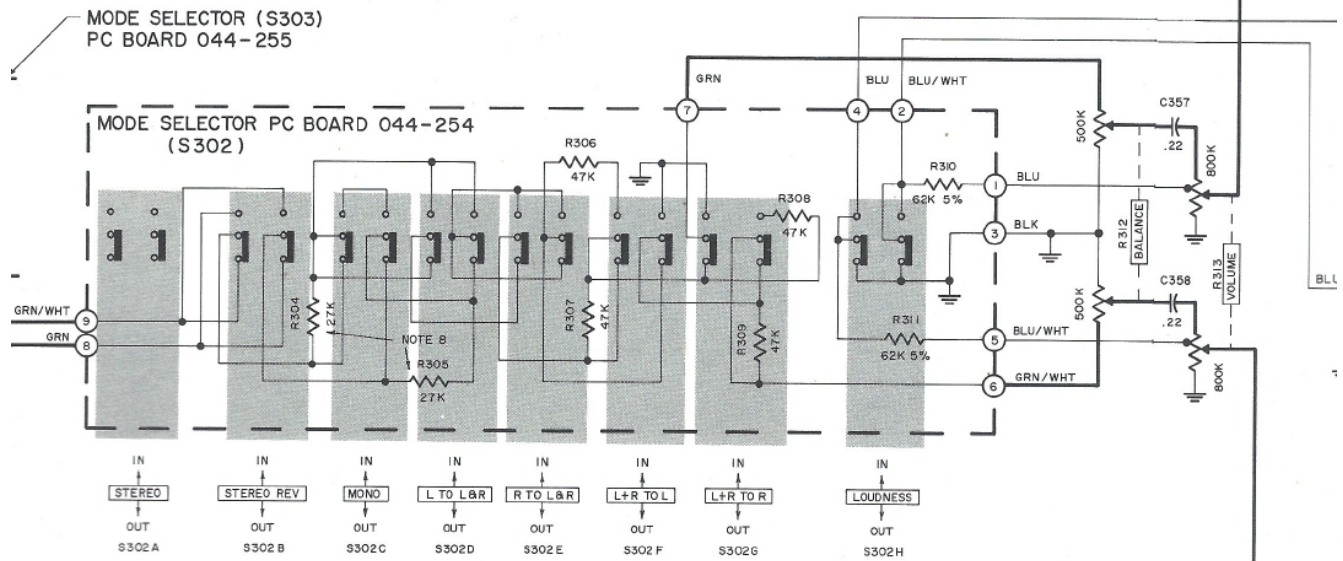 MODE SELECTOR (S303)
PC BOARD 044-255
GRN
BLU
BLU/WHT
7
4
2
MODE SELECTOR PC BOARD 044-254
(S302)
C357
.22
500K
800K
R306
47K
R310
62K 5%
1
BLU
R308
47K
3
BLK
R312
BALANCE
R313
VOLUME
C358
.22
500K
800K
BLU
GRN/WHT
9
GRN
8
R304
27K
NOTE 8
R305
27K
R307
47K
R309
47K
R311
62K 5%
5
BLU/WHT
6
GRN/WHT
IN IN IN IN IN IN IN IN
STEREO STEREO REV MONO L TO L&R R TO L&R L+R TO L L+R TO R LOUDNESS
OUT OUT OUT OUT OUT OUT OUT OUT
S302A S302B S302C S302D S302E S302F S302G S302H